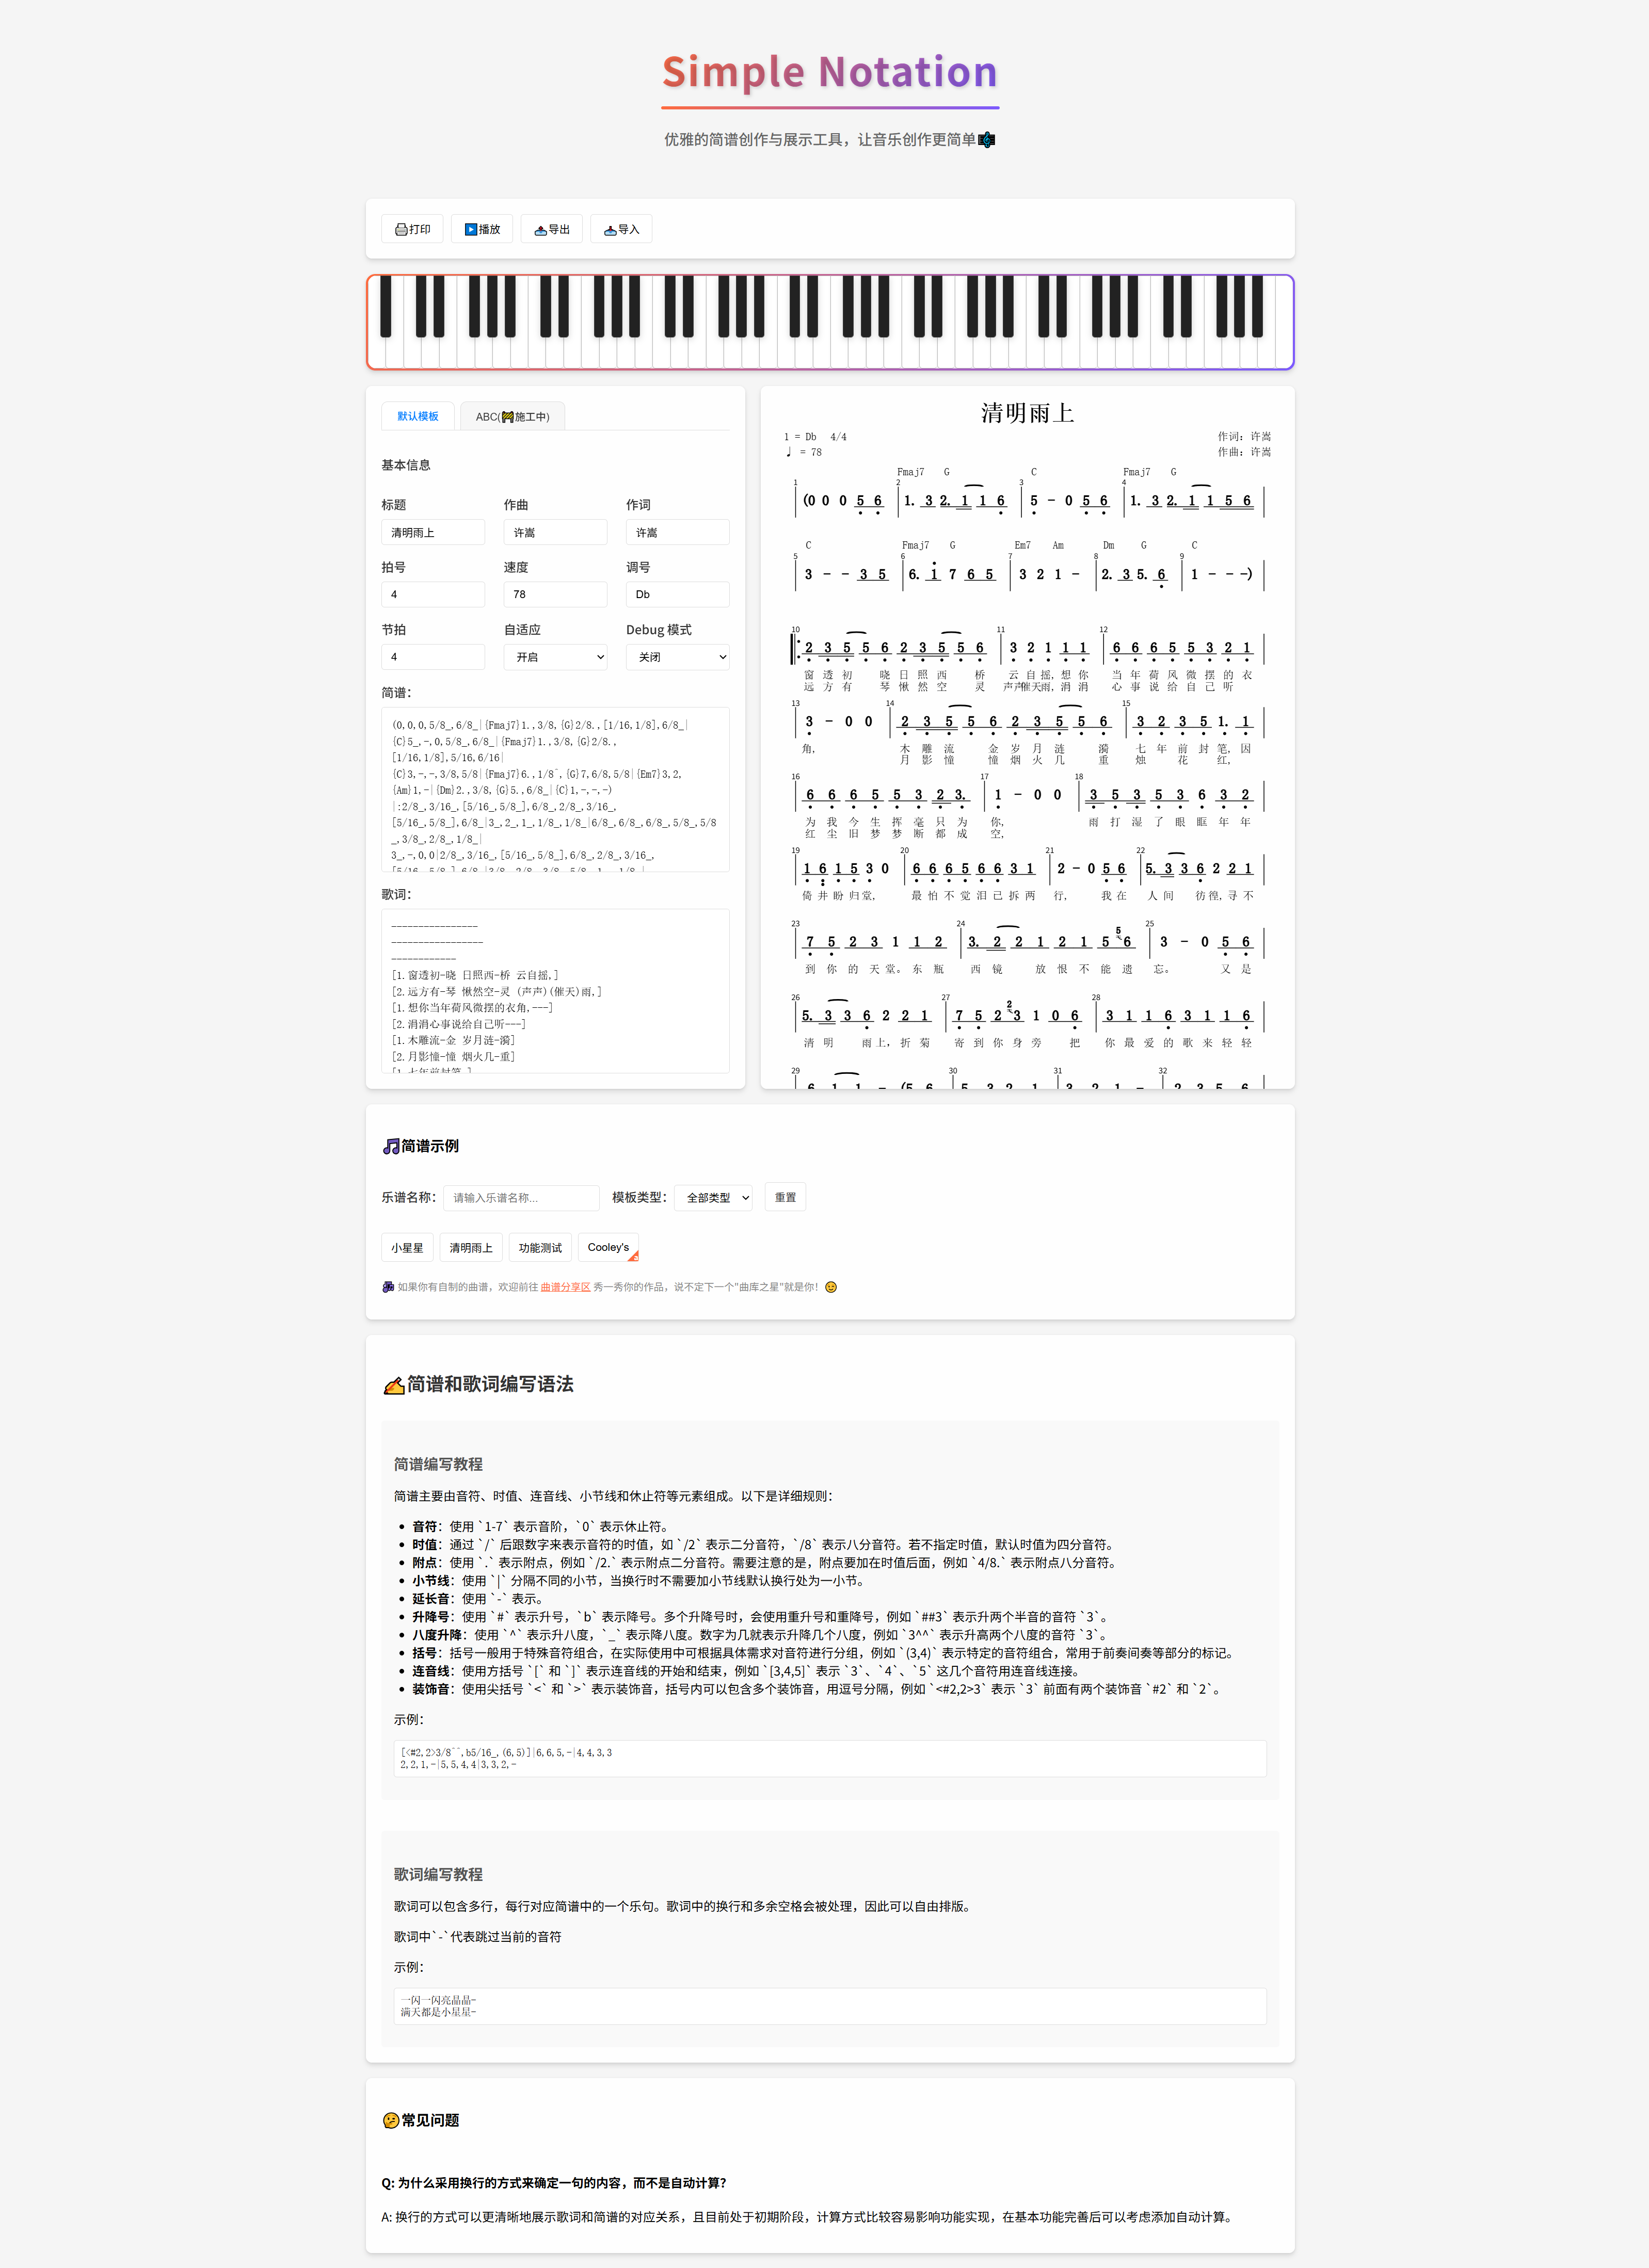 Simple Notation
优雅的简谱创作与展示工具，让音乐创作更简单🎼
🖨️打印 ▶️播放 📤导出 📥导入
默认模板 ABC(🚧施工中)
基本信息
标题 作曲 作词
清明雨上 许嵩 许嵩
拍号 速度 调号
4 78 Db
节拍 自适应 Debug 模式
4 开启 关闭
简谱：
(0,0,0,5/8_,6/8_|{Fmaj7}1.,3/8,{G}2/8.,[1/16,1/8],6/8_|
{C}5_,-,0,5/8_,6/8_|{Fmaj7}1.,3/8,{G}2/8.,
[1/16,1/8],5/16,6/16|
{C}3,-,-,3/8,5/8|{Fmaj7}6.,1/8^,{G}7,6/8,5/8|{Em7}3,2,
{Am}1,-|{Dm}2.,3/8,{G}5.,6/8_|{C}1,-,-,-)
|:2/8_,3/16_,[5/16_,5/8_],6/8_,2/8_,3/16_,
[5/16_,5/8_],6/8_|3_,2_,1_,1/8_,1/8_|6/8_,6/8_,6/8_,5/8_,5/8
_,3/8_,2/8_,1/8_|
3_,-,0,0|2/8_,3/16_,[5/16_,5/8_],6/8_,2/8_,3/16_,
歌词：
----------------
-----------------
------------
[1.窗透初-晓 日照西-桥 云自摇,]
[2.远方有-琴 愀然空-灵 (声声)(催天)雨,]
[1.想你当年荷风微摆的衣角,---]
[2.涓涓心事说给自己听---]
[1.木雕流-金 岁月涟-漪]
[2.月影憧-憧 烟火几-重]
[1.七年前封笔,]
清明雨上
1 = Db 4/4
♩ = 78
作词：许嵩
作曲：许嵩
Fmaj7 G C Fmaj7 G
1 2 3 4
(0 0 0 5 6 1. 3 2. 1 1 6 5 - 0 5 6 1. 3 2. 1 1 5 6
C Fmaj7 G Em7 Am Dm G C
5 6 7 8 9
3 - - 3 5 6. 1 7 6 5 3 2 1 - 2. 3 5. 6 1 - - -)
10 11 12
2 3 5 5 6 2 3 5 5 6 3 2 1 1 1 6 6 6 5 5 3 2 1
窗 透 初 晓 日 照 西 桥 云 自 摇, 想 你 当 年 荷 风 微 摆 的 衣
远 方 有 琴 愀 然 空 灵 声声催天雨, 涓 涓 心 事 说 给 自 己 听
13 14 15
3 - 0 0 2 3 5 5 6 2 3 5 5 6 3 2 3 5 1. 1
角, 木 雕 流 金 岁 月 涟 漪 七 年 前 封 笔, 因
月 影 憧 憧 烟 火 几 重 烛 花 红,
16 17 18
6 6 6 5 5 3 2 3. 1 - 0 0 3 5 3 5 3 6 3 2
为 我 今 生 挥 毫 只 为 你, 雨 打 湿 了 眼 眶 年 年
红 尘 旧 梦 梦 断 都 成 空,
19 20 21 22
1 6 1 5 3 0 6 6 6 5 6 6 3 1 2 - 0 5 6 5. 3 3 6 2 2 1
倚 井 盼 归 堂, 最 怕 不 觉 泪 已 拆 两 行, 我 在 人 间 彷 徨, 寻 不
23 24 25
7 5 2 3 1 1 2 3. 2 2 1 2 1 5 5 6 3 - 0 5 6
到 你 的 天 堂。 东 瓶 西 镜 放 恨 不 能 遗 忘。 又 是
26 27 28
5. 3 3 6 2 2 1 7 5 2 2 3 1 0 6 3 1 1 6 3 1 1 6
清 明 雨 上, 折 菊 寄 到 你 身 旁 把 你 最 爱 的 歌 来 轻 轻
29 30 31 32
6 1 1 - (5 6 5. 3 2 1 3 2 1 - 2. 3 5. 6
🎵简谱示例
乐谱名称： 请输入乐谱名称... 模板类型： 全部类型 重置
小星星 清明雨上 功能测试 Cooley's
🎶 如果你有自制的曲谱，欢迎前往 曲谱分享区 秀一秀你的作品，说不定下一个"曲库之星"就是你！😉
✍️简谱和歌词编写语法
简谱编写教程
简谱主要由音符、时值、连音线、小节线和休止符等元素组成。以下是详细规则：
• 音符：使用 `1-7` 表示音阶，`0` 表示休止符。
• 时值：通过 `/` 后跟数字来表示音符的时值，如 `/2` 表示二分音符，`/8` 表示八分音符。若不指定时值，默认时值为四分音符。
• 附点：使用 `.` 表示附点，例如 `/2.` 表示附点二分音符。需要注意的是，附点要加在时值后面，例如 `4/8.` 表示附点八分音符。
• 小节线：使用 `|` 分隔不同的小节，当换行时不需要加小节线默认换行处为一小节。
• 延长音：使用 `-` 表示。
• 升降号：使用 `#` 表示升号，`b` 表示降号。多个升降号时，会使用重升号和重降号，例如 `##3` 表示升两个半音的音符 `3`。
• 八度升降：使用 `^` 表示升八度，`_` 表示降八度。数字为几就表示升降几个八度，例如 `3^^` 表示升高两个八度的音符 `3`。
• 括号：括号一般用于特殊音符组合，在实际使用中可根据具体需求对音符进行分组，例如 `(3,4)` 表示特定的音符组合，常用于前奏间奏等部分的标记。
• 连音线：使用方括号 `[` 和 `]` 表示连音线的开始和结束，例如 `[3,4,5]` 表示 `3`、`4`、`5` 这几个音符用连音线连接。
• 装饰音：使用尖括号 `<` 和 `>` 表示装饰音，括号内可以包含多个装饰音，用逗号分隔，例如 `<#2,2>3` 表示 `3` 前面有两个装饰音 `#2` 和 `2`。
示例：
[<#2,2>3/8^^,b5/16_,(6,5)]|6,6,5,-|4,4,3,3
2,2,1,-|5,5,4,4|3,3,2,-
歌词编写教程
歌词可以包含多行，每行对应简谱中的一个乐句。歌词中的换行和多余空格会被处理，因此可以自由排版。
歌词中`-`代表跳过当前的音符
示例：
一闪一闪亮晶晶-
满天都是小星星-
🤔常见问题
Q: 为什么采用换行的方式来确定一句的内容，而不是自动计算？
A: 换行的方式可以更清晰地展示歌词和简谱的对应关系，且目前处于初期阶段，计算方式比较容易影响功能实现，在基本功能完善后可以考虑添加自动计算。